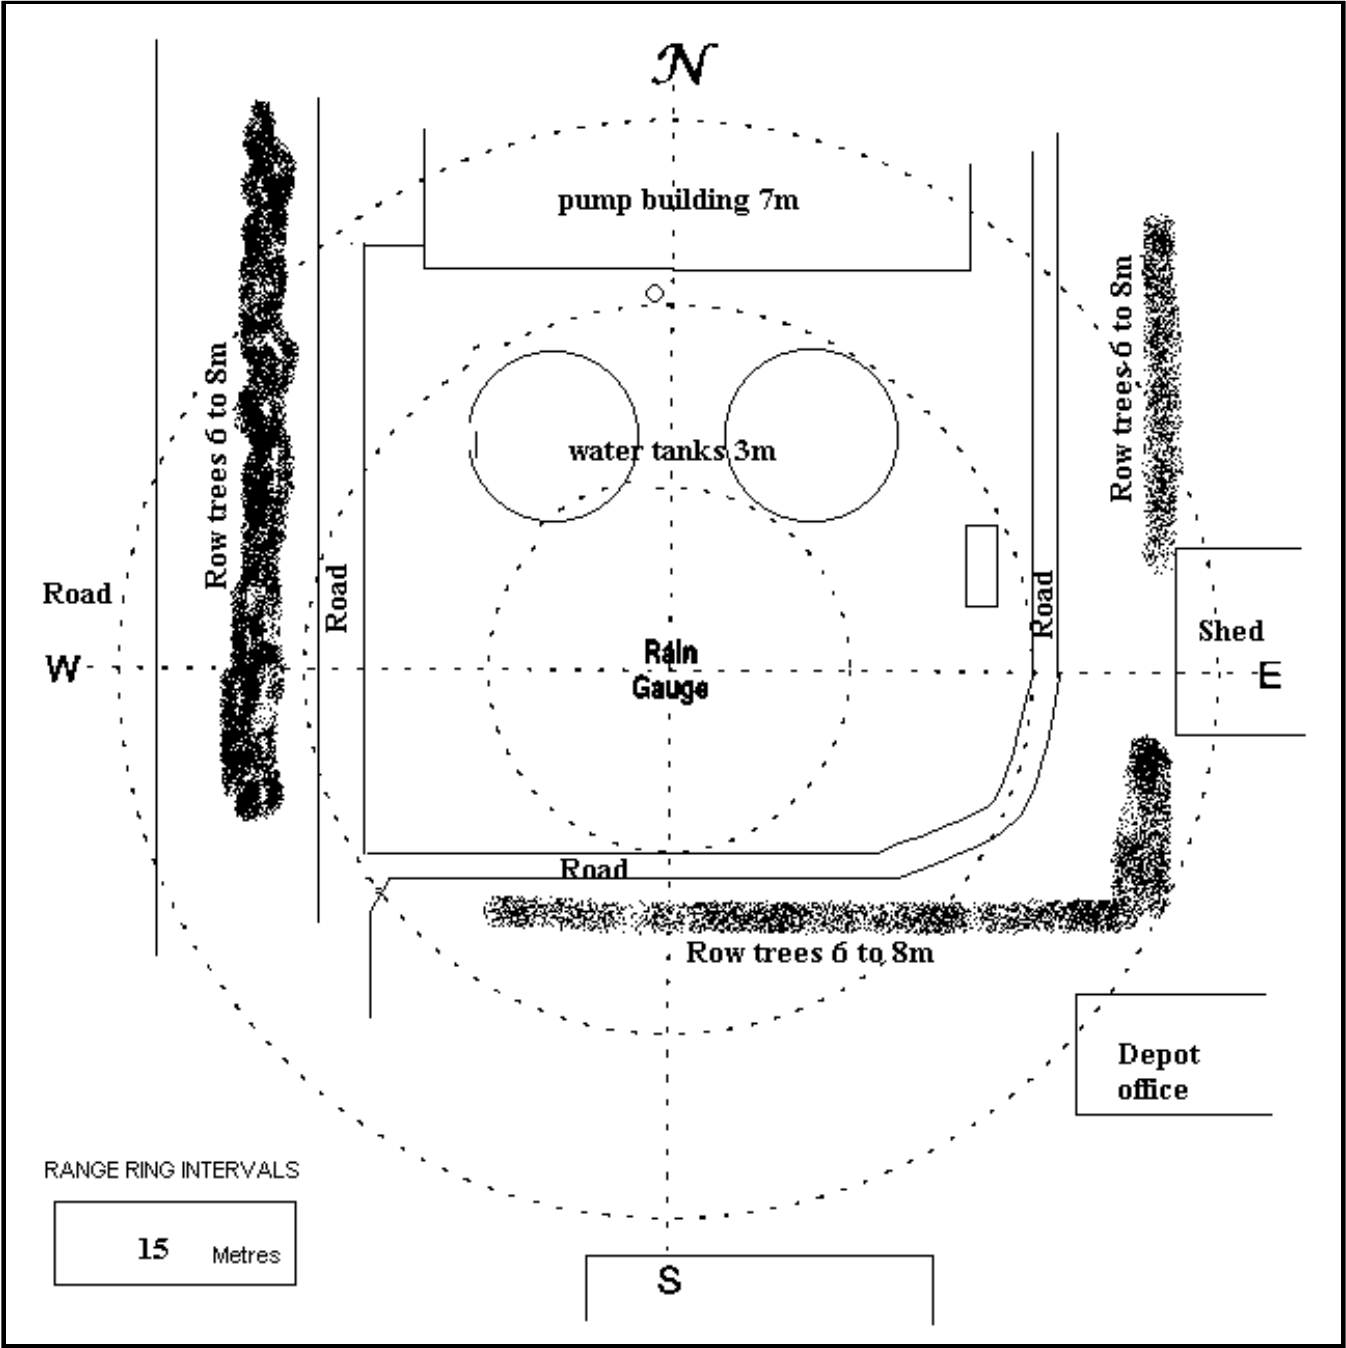 N
pump building 7m
Row trees 6 to 8m
Row trees 6 to 8m
water tanks 3m
Road
Road
Road
Shed
Rain
Gauge
W
E
Road
Row trees 6 to 8m
Depot
office
RANGE RING INTERVALS
15 Metres
S